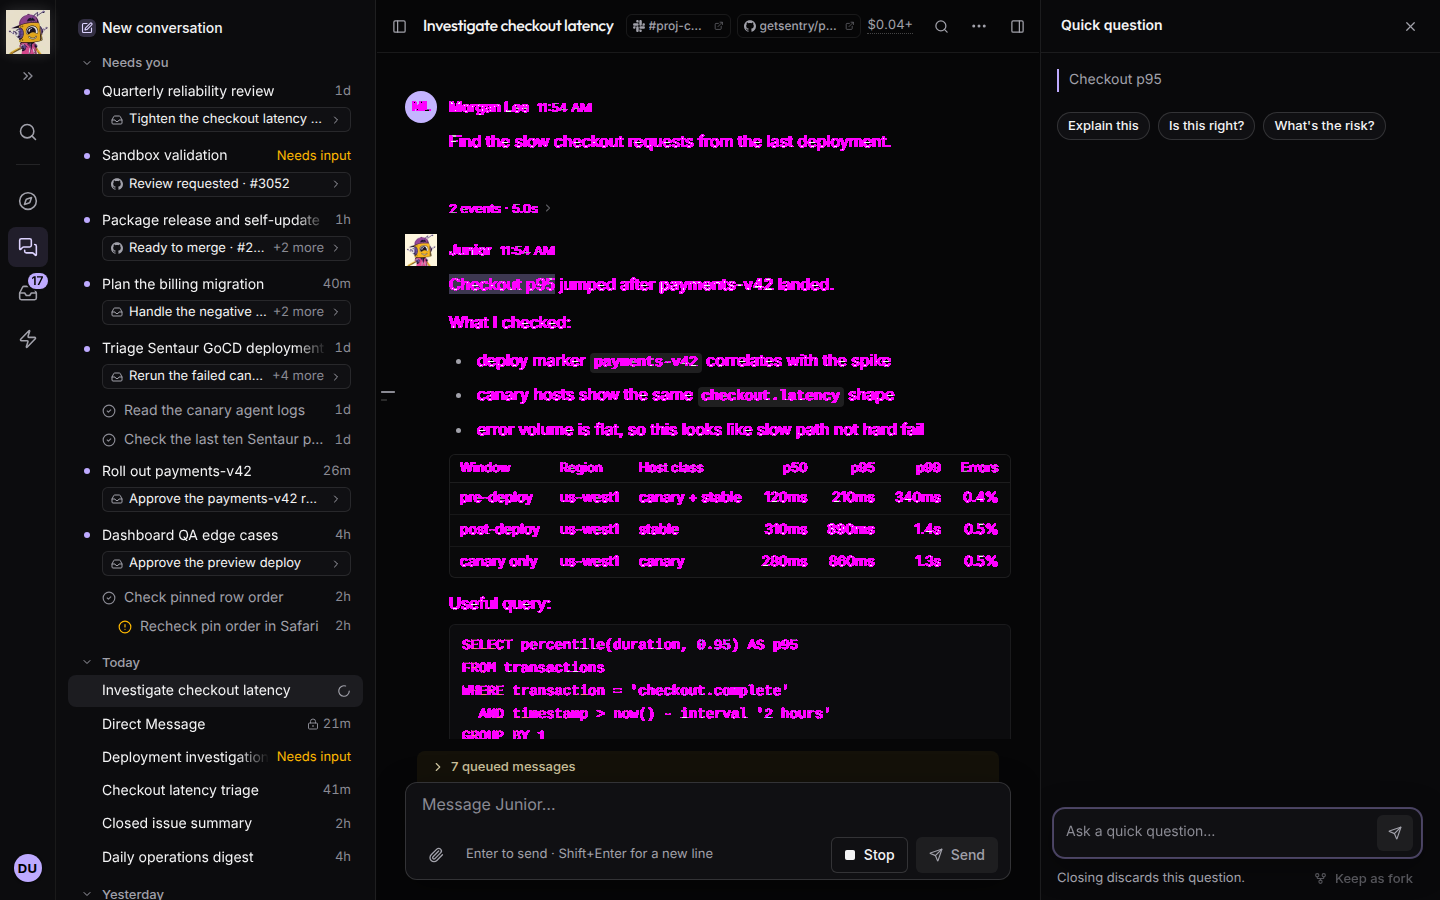 New conversation
Needs you
Quarterly reliability review 1d
Tighten the checkout latency ...
Sandbox validation Needs input
Review requested · #3052
Package release and self-update 1h
Ready to merge · #2... +2 more
Plan the billing migration 40m
Handle the negative ... +2 more
Triage Sentaur GoCD deployment 1d
Rerun the failed can... +4 more
Read the canary agent logs 1d
Check the last ten Sentaur p... 1d
Roll out payments-v42 26m
Approve the payments-v42 r...
Dashboard QA edge cases 4h
Approve the preview deploy
Check pinned row order 2h
Recheck pin order in Safari 2h
Today
Investigate checkout latency
Direct Message 21m
Deployment investigation Needs input
Checkout latency triage 41m
Closed issue summary 2h
Daily operations digest 4h
Yesterday
17
DU
Investigate checkout latency #proj-c... getsentry/p... $0.04+
ML Morgan Lee 11:54 AM
Find the slow checkout requests from the last deployment.
2 events · 5.0s
Junior 11:54 AM
Checkout p95 jumped after payments-v42 landed.
What I checked:
deploy marker payments-v42 correlates with the spike
canary hosts show the same checkout.latency shape
error volume is flat, so this looks like slow path not hard fail
Window Region Host class p50 p95 p99 Errors
pre-deploy us-west1 canary + stable 120ms 210ms 340ms 0.4%
post-deploy us-west1 stable 310ms 890ms 1.4s 0.5%
canary only us-west1 canary 280ms 860ms 1.3s 0.5%
Useful query:
SELECT percentile(duration, 0.95) AS p95
FROM transactions
WHERE transaction = 'checkout.complete'
AND timestamp > now() - interval '2 hours'
GROUP BY 1
7 queued messages
Message Junior...
Enter to send · Shift+Enter for a new line
Stop
Send
Quick question
Checkout p95
Explain this
Is this right?
What's the risk?
Ask a quick question...
Closing discards this question. Keep as fork